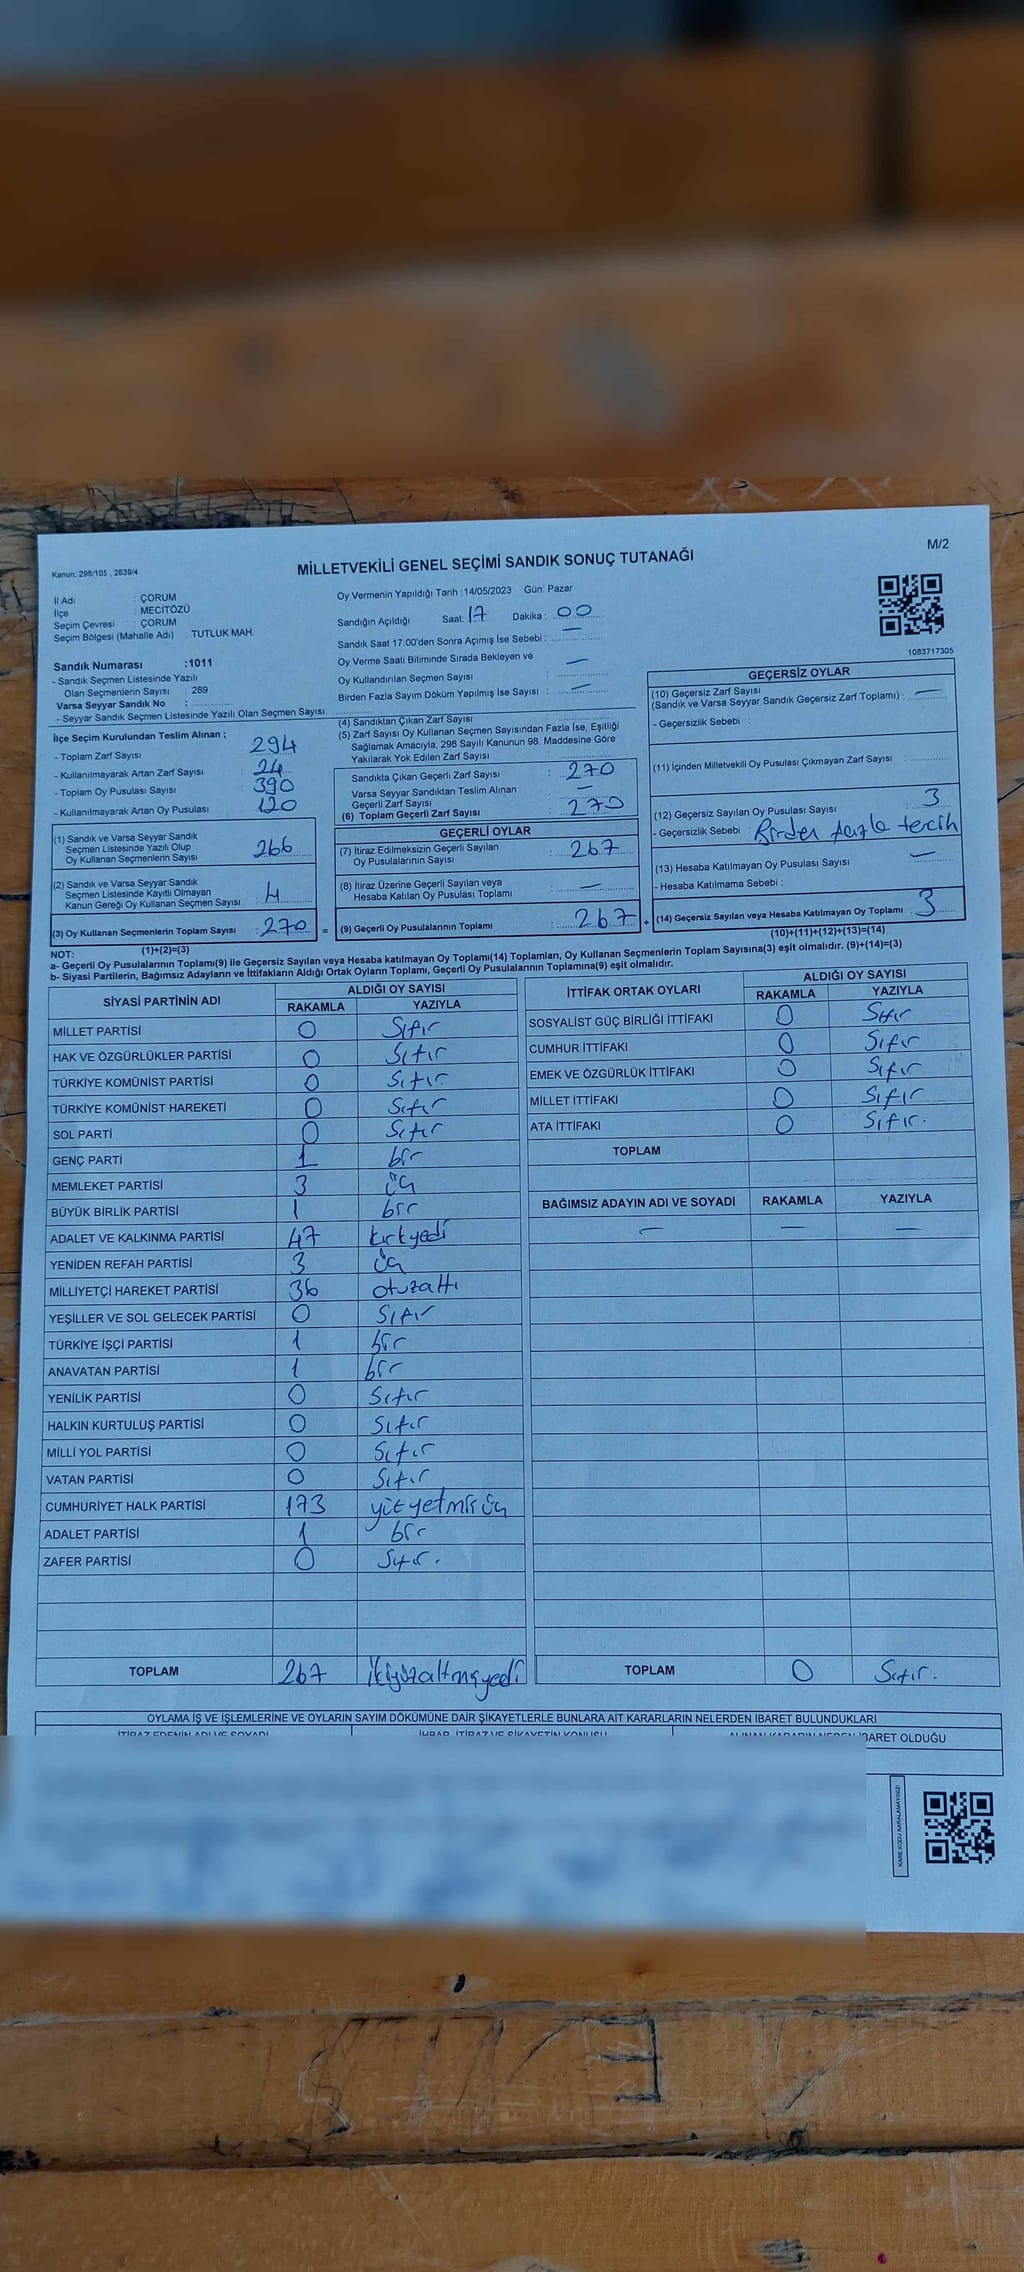 M/2
Kanun; 298/105 , 2839/4
MİLLETVEKİLİ GENEL SEÇİMİ SANDIK SONUÇ TUTANAĞI
İl Adı : ÇORUM
İlçe : MECİTÖZÜ
Seçim Çevresi : ÇORUM
Seçim Bölgesi (Mahalle Adı) : TUTLUK MAH.
Oy Vermenin Yapıldığı Tarih : 14/05/2023 Gün: Pazar
Sandığın Açıldığı Saat: 17 Dakika : 00
Sandık Saat 17:00'den Sonra Açımış İse Sebebi : —
Oy Verme Saati Bitiminde Sırada Bekleyen ve
Oy Kullandırılan Seçmen Sayısı : —
Birden Fazla Sayım Döküm Yapılmış İse Sayısı : —
1083717305
Sandık Numarası :1011
- Sandık Seçmen Listesinde Yazılı
Olan Seçmenlerin Sayısı : 289
Varsa Seyyar Sandık No :
- Seyyar Sandık Seçmen Listesinde Yazılı Olan Seçmen Sayısı:
İlçe Seçim Kurulundan Teslim Alınan :
- Toplam Zarf Sayısı : 294
- Kullanılmayarak Artan Zarf Sayısı : 24
- Toplam Oy Pusulası Sayısı : 390
- Kullanılmayarak Artan Oy Pusulası : 120
(1) Sandık ve Varsa Seyyar Sandık
Seçmen Listesinde Yazılı Olup
Oy Kullanan Seçmenlerin Sayısı : 266
(2) Sandık ve Varsa Seyyar Sandık
Seçmen Listesinde Kayıtlı Olmayan
Kanun Gereği Oy Kullanan Seçmen Sayısı : 4
(3) Oy Kullanan Seçmenlerin Toplam Sayısı : 270
(1)+(2)=(3)
(4) Sandıktan Çıkan Zarf Sayısı :
(5) Zarf Sayısı Oy Kullanan Seçmen Sayısından Fazla İse, Eşitliği
Sağlamak Amacıyla, 298 Sayılı Kanunun 98. Maddesine Göre
Yakılarak Yok Edilen Zarf Sayısı :
Sandıkta Çıkan Geçerli Zarf Sayısı : 270
Varsa Seyyar Sandıktan Teslim Alınan
Geçerli Zarf Sayısı : —
(6) Toplam Geçerli Zarf Sayısı : 270
GEÇERLİ OYLAR
(7) İtiraz Edilmeksizin Geçerli Sayılan
Oy Pusulalarının Sayısı : 267
(8) İtiraz Üzerine Geçerli Sayılan veya
Hesaba Katılan Oy Pusulası Toplamı : —
= (9) Geçerli Oy Pusulalarının Toplamı : 267 +
GEÇERSİZ OYLAR
(10) Geçersiz Zarf Sayısı
(Sandık ve Varsa Seyyar Sandık Geçersiz Zarf Toplamı) : —
- Geçersizlik Sebebi :
(11) İçinden Milletvekili Oy Pusulası Çıkmayan Zarf Sayısı :
(12) Geçersiz Sayılan Oy Pusulası Sayısı : 3
- Geçersizlik Sebebi : Birden fazla tercih
(13) Hesaba Katılmayan Oy Pusulası Sayısı : —
- Hesaba Katılmama Sebebi :
(14) Geçersiz Sayılan veya Hesaba Katılmayan Oy Toplamı : 3
(10)+(11)+(12)+(13)=(14)
NOT:
a- Geçerli Oy Pusulalarının Toplamı(9) ile Geçersiz Sayılan veya Hesaba katılmayan Oy Toplamı(14) Toplamları, Oy Kullanan Seçmenlerin Toplam Sayısına(3) eşit olmalıdır. (9)+(14)=(3)
b- Siyasi Partilerin, Bağımsız Adayların ve İttifakların Aldığı Ortak Oyların Toplamı, Geçerli Oy Pusulalarının Toplamına(9) eşit olmalıdır.
SİYASİ PARTİNİN ADI ALDIĞI OY SAYISI
RAKAMLA YAZIYLA
MİLLET PARTİSİ 0 Sıfır
HAK VE ÖZGÜRLÜKLER PARTİSİ 0 Sıfır
TÜRKİYE KOMÜNİST PARTİSİ 0 Sıfır
TÜRKİYE KOMÜNİST HAREKETİ 0 Sıfır
SOL PARTİ 0 Sıfır
GENÇ PARTİ 1 bir
MEMLEKET PARTİSİ 3 üç
BÜYÜK BİRLİK PARTİSİ 1 bir
ADALET VE KALKINMA PARTİSİ 47 kırkyedi
YENİDEN REFAH PARTİSİ 3 üç
MİLLİYETÇİ HAREKET PARTİSİ 36 otuzaltı
YEŞİLLER VE SOL GELECEK PARTİSİ 0 Sıfır
TÜRKİYE İŞÇİ PARTİSİ 1 bir
ANAVATAN PARTİSİ 1 bir
YENİLİK PARTİSİ 0 Sıfır
HALKIN KURTULUŞ PARTİSİ 0 Sıfır
MİLLİ YOL PARTİSİ 0 Sıfır
VATAN PARTİSİ 0 Sıfır
CUMHURİYET HALK PARTİSİ 173 yüzyetmişüç
ADALET PARTİSİ 1 bir
ZAFER PARTİSİ 0 Sıfır.
TOPLAM 267 ikiyüzaltmışyedi
İTTİFAK ORTAK OYLARI ALDIĞI OY SAYISI
RAKAMLA YAZIYLA
SOSYALİST GÜÇ BİRLİĞİ İTTİFAKI 0 Sıfır
CUMHUR İTTİFAKI 0 Sıfır
EMEK VE ÖZGÜRLÜK İTTİFAKI 0 Sıfır
MİLLET İTTİFAKI 0 Sıfır
ATA İTTİFAKI 0 Sıfır.
TOPLAM
BAĞIMSIZ ADAYIN ADI VE SOYADI RAKAMLA YAZIYLA
— — —
TOPLAM 0 Sıfır.
OYLAMA İŞ VE İŞLEMLERİNE VE OYLARIN SAYIM DÖKÜMÜNE DAİR ŞİKAYETLERLE BUNLARA AİT KARARLARIN NELERDEN İBARET BULUNDUKLARI
İTİRAZ EDENİN ADI VE SOYADI İHBAR, İTİRAZ VE ŞİKAYETİN KONUSU ALINAN KARARIN NEDEN İBARET OLDUĞU
KARE KODU KARALAMAYINIZ!